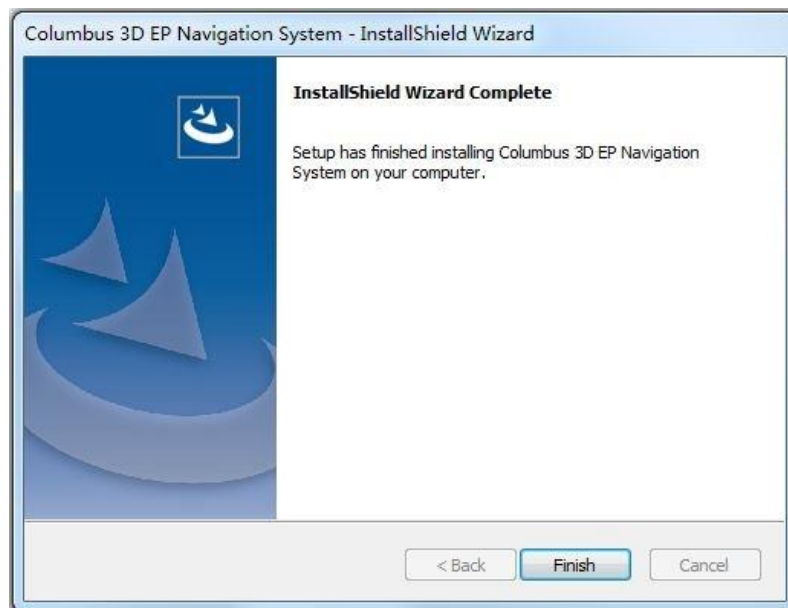 Columbus 3D EP Navigation System - InstallShield Wizard
InstallShield Wizard Complete
Setup has finished installing Columbus 3D EP Navigation
System on your computer.
< Back
Finish
Cancel